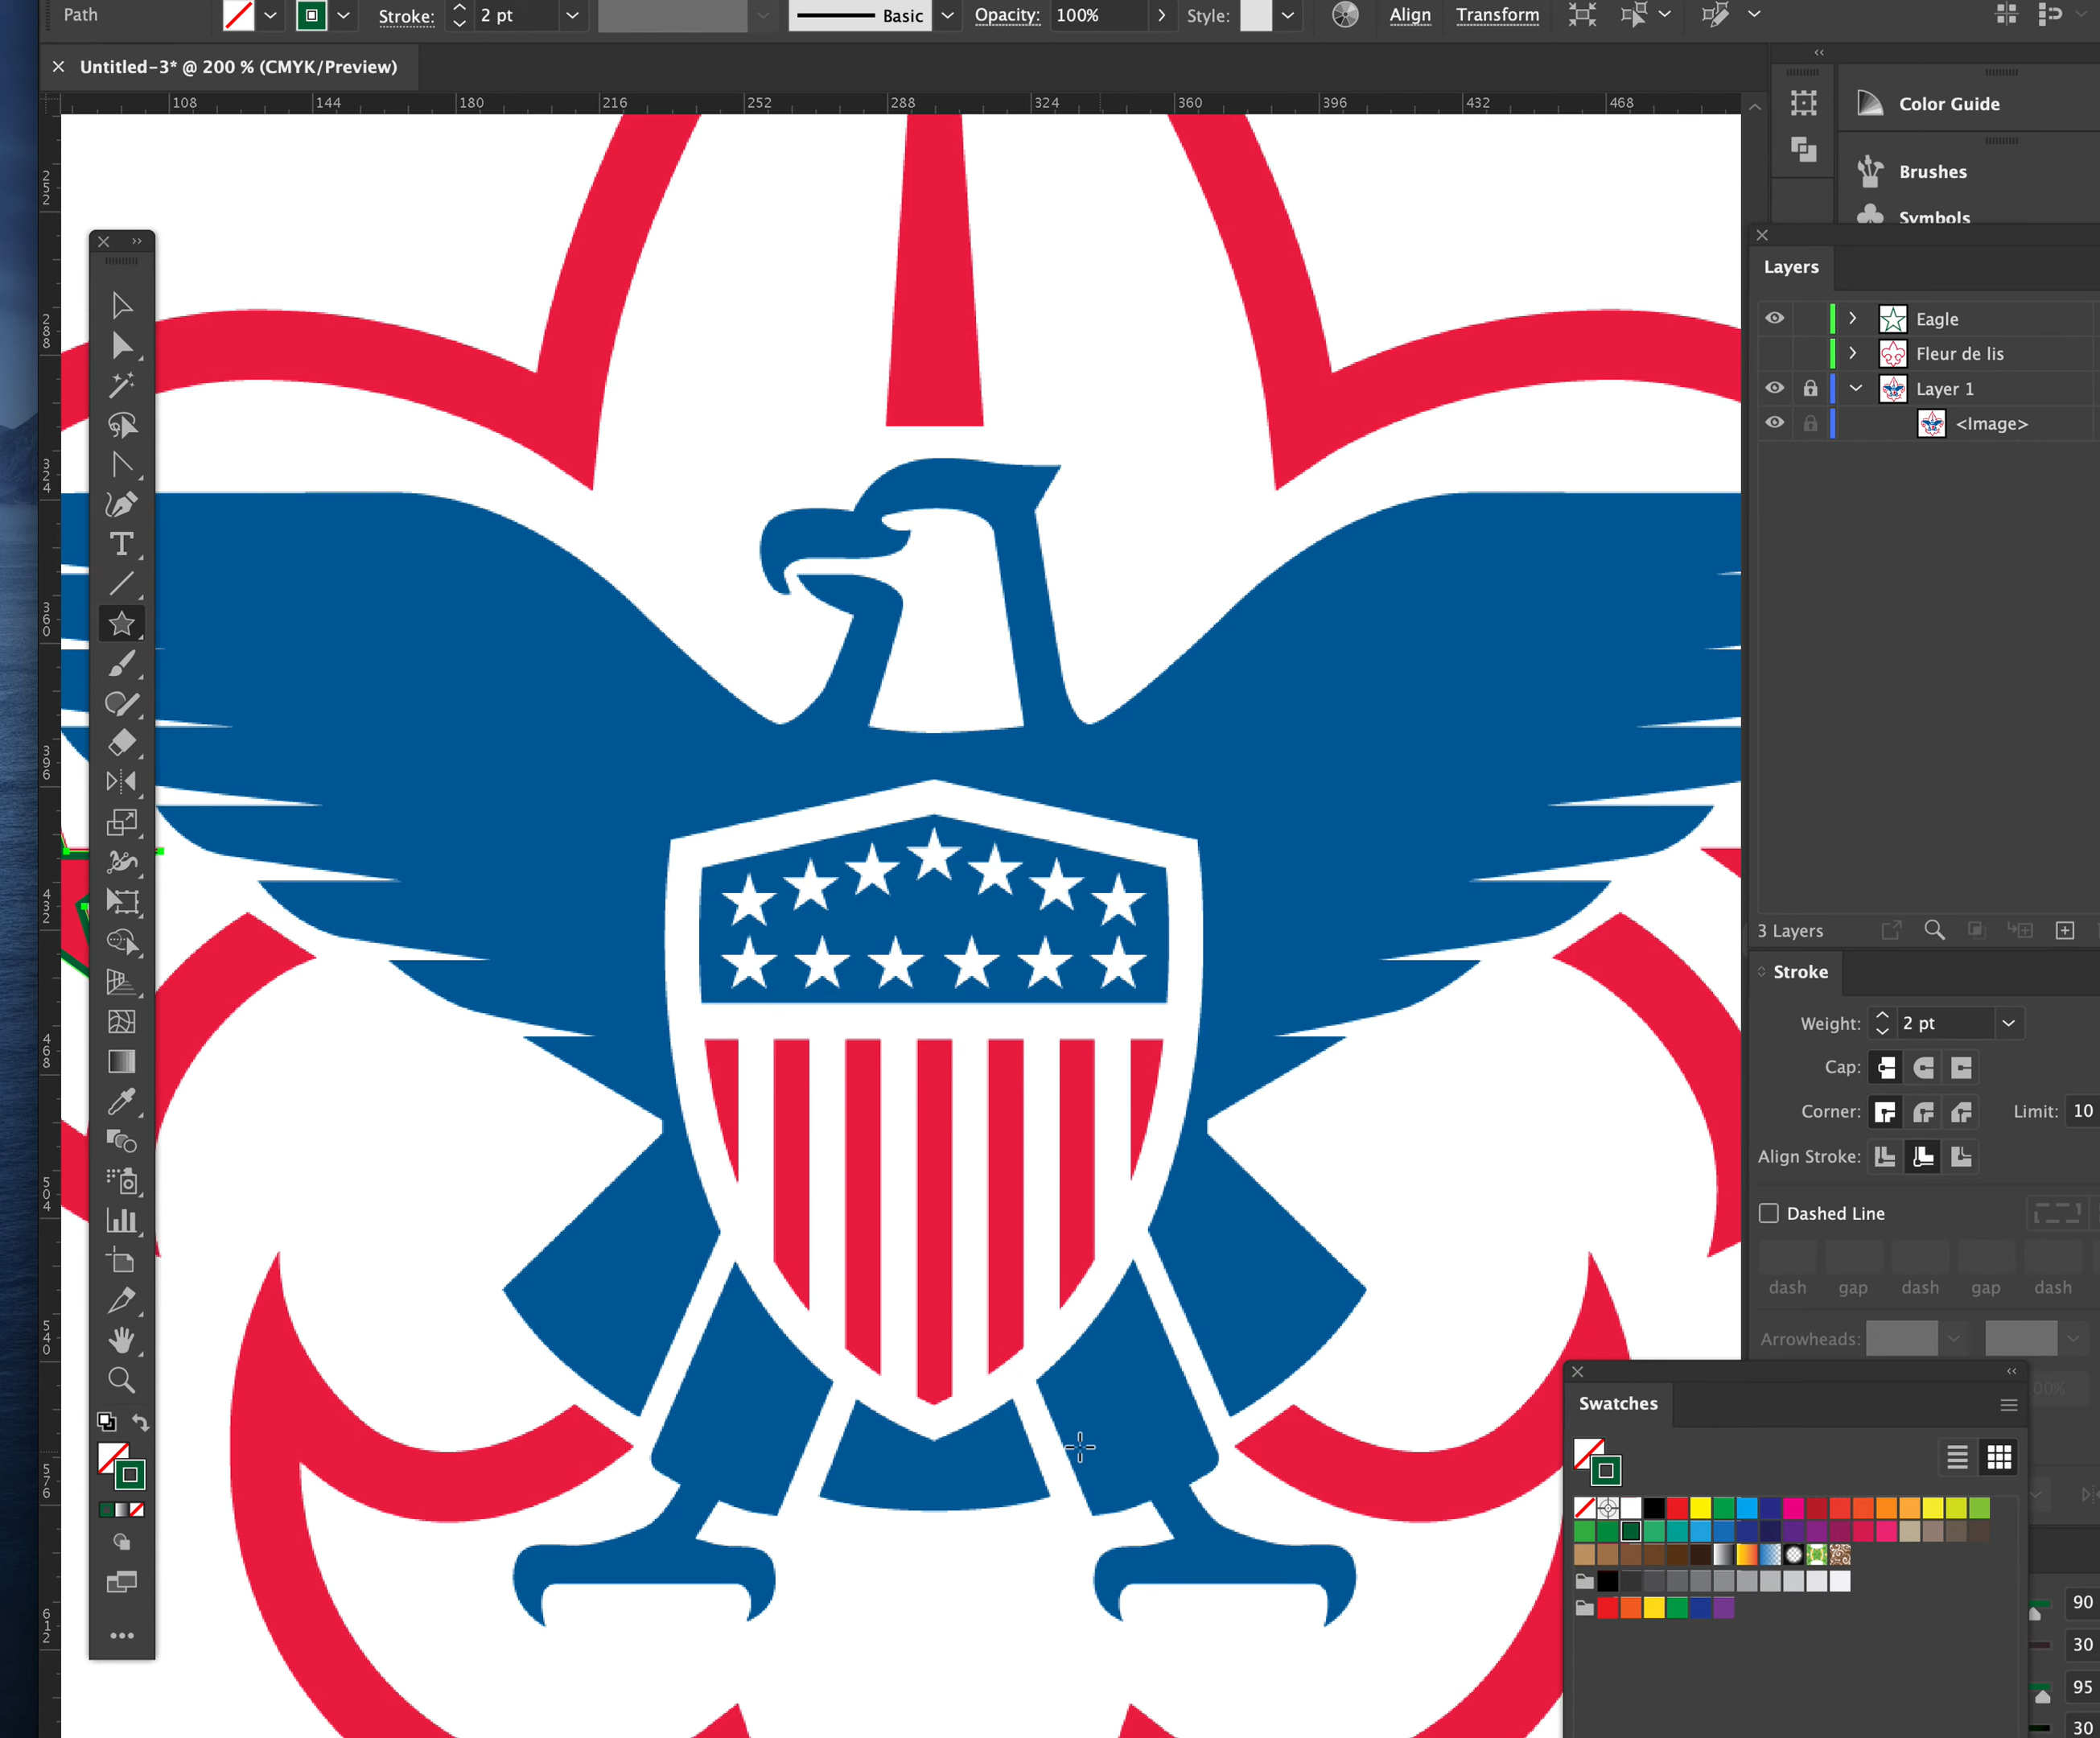 Path
Stroke:
2 pt
Basic
Opacity:
100%
Style:
Align
Transform
Untitled-3* @ 200 % (CMYK/Preview)
108
144
180
216
252
288
324
360
396
432
468
252
288
324
360
396
432
468
504
540
576
612
Color Guide
Brushes
Symbols
Layers
Eagle
Fleur de lis
Layer 1
<Image>
3 Layers
Stroke
Weight:
2 pt
Cap:
Corner:
Limit:
10
Align Stroke:
Dashed Line
dash
gap
dash
gap
dash
Arrowheads:
Swatches
90
30
95
30